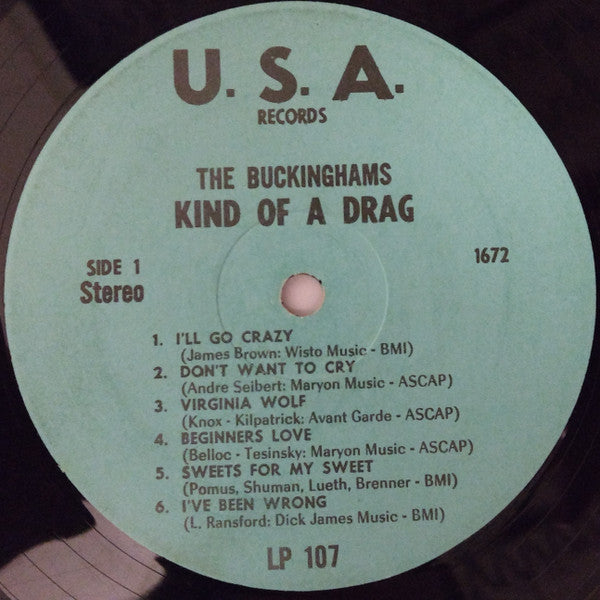 U. S. A.
RECORDS
THE BUCKINGHAMS
KIND OF A DRAG
SIDE 1
Stereo
1672
1. I'LL GO CRAZY
(James Brown: Wisto Music - BMI)
2. DON'T WANT TO CRY
(Andre Seibert: Maryon Music - ASCAP)
3. VIRGINIA WOLF
(Knox - Kilpatrick: Avant Garde - ASCAP)
4. BEGINNERS LOVE
(Belloc - Tesinsky: Maryon Music - ASCAP)
5. SWEETS FOR MY SWEET
(Pomus, Shuman, Lueth, Brenner - BMI)
6. I'VE BEEN WRONG
(L. Ransford: Dick James Music - BMI)
LP 107